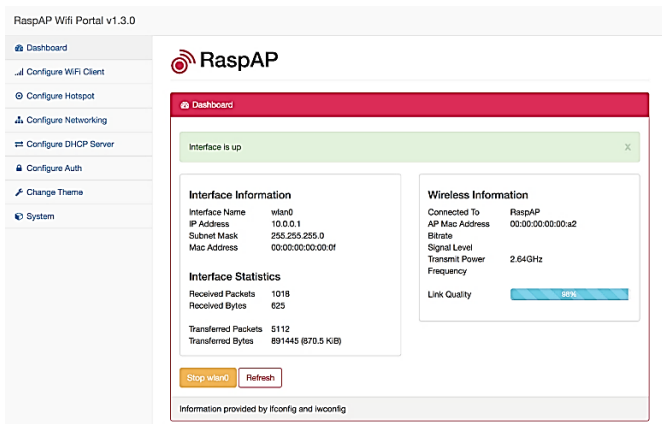 RaspAP Wifi Portal v1.3.0
Dashboard
Configure WiFi Client
Configure Hotspot
Configure Networking
Configure DHCP Server
Configure Auth
Change Theme
System
RaspAP
Dashboard
Interface is up X
Interface Information
Interface Name wlan0
IP Address 10.0.0.1
Subnet Mask 255.255.255.0
Mac Address 00:00:00:00:00:0f
Interface Statistics
Received Packets 1018
Received Bytes 625
Transferred Packets 5112
Transferred Bytes 891445 (870.5 KiB)
Wireless Information
Connected To RaspAP
AP Mac Address 00:00:00:00:00:a2
Bitrate
Signal Level
Transmit Power 2.64GHz
Frequency
Link Quality 98%
Stop wlan0 Refresh
Information provided by ifconfig and iwconfig